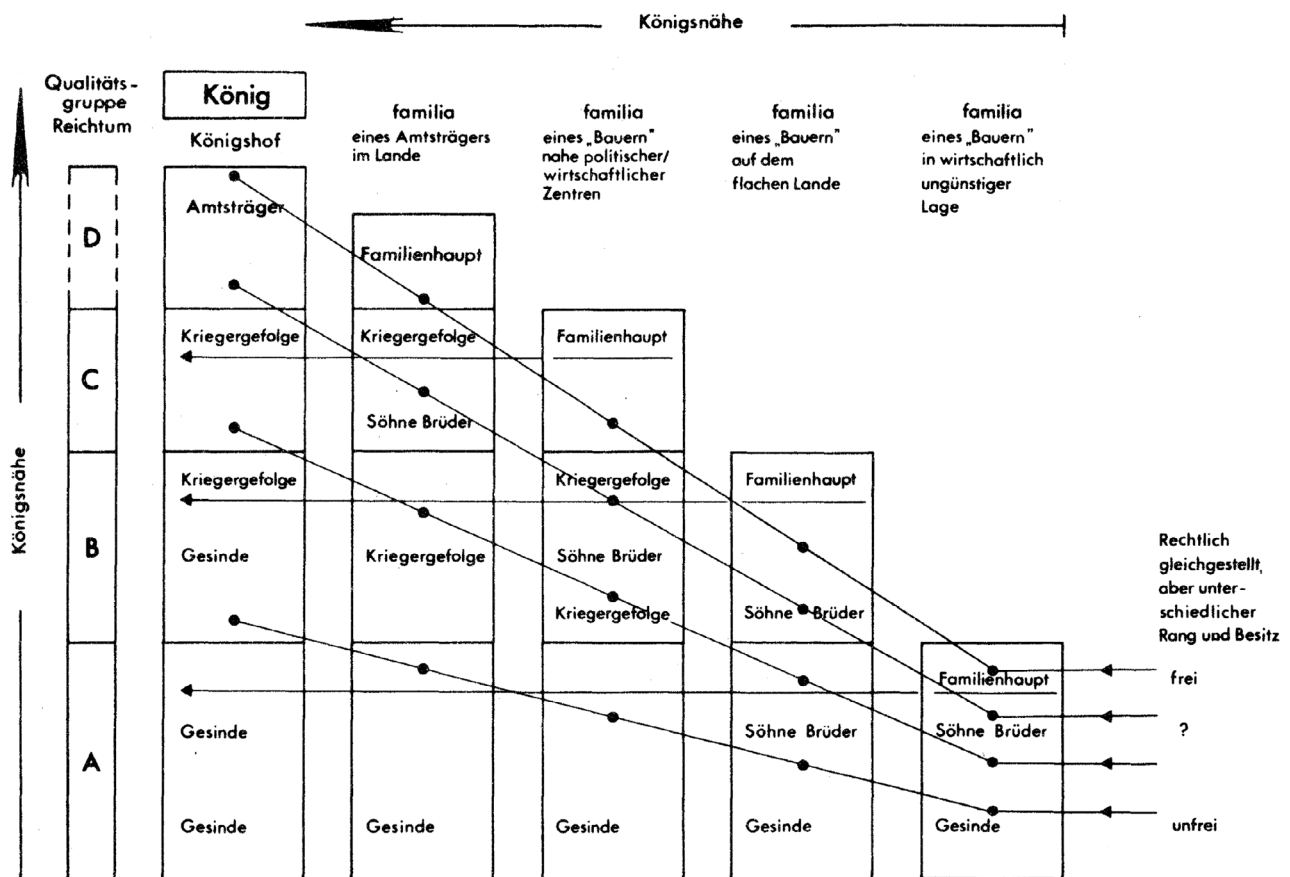 Königsnähe
Königsnähe
Qualitäts-
gruppe
Reichtum
D
C
B
A
König
Königshof
Amtsträger
Kriegergefolge
Kriegergefolge
Gesinde
Gesinde
Gesinde
familia
eines Amtsträgers
im Lande
Familienhaupt
Kriegergefolge
Söhne Brüder
Kriegergefolge
Gesinde
familia
eines „Bauern"
nahe politischer/
wirtschaftlicher
Zentren
Familienhaupt
Kriegergefolge
Söhne Brüder
Kriegergefolge
Gesinde
familia
eines „Bauern"
auf dem
flachen Lande
Familienhaupt
Söhne Brüder
Söhne Brüder
Gesinde
familia
eines „Bauern"
in wirtschaftlich
ungünstiger
Lage
Familienhaupt
Söhne Brüder
Gesinde
Rechtlich
gleichgestellt,
aber unter-
schiedlicher
Rang und Besitz
frei
?
unfrei